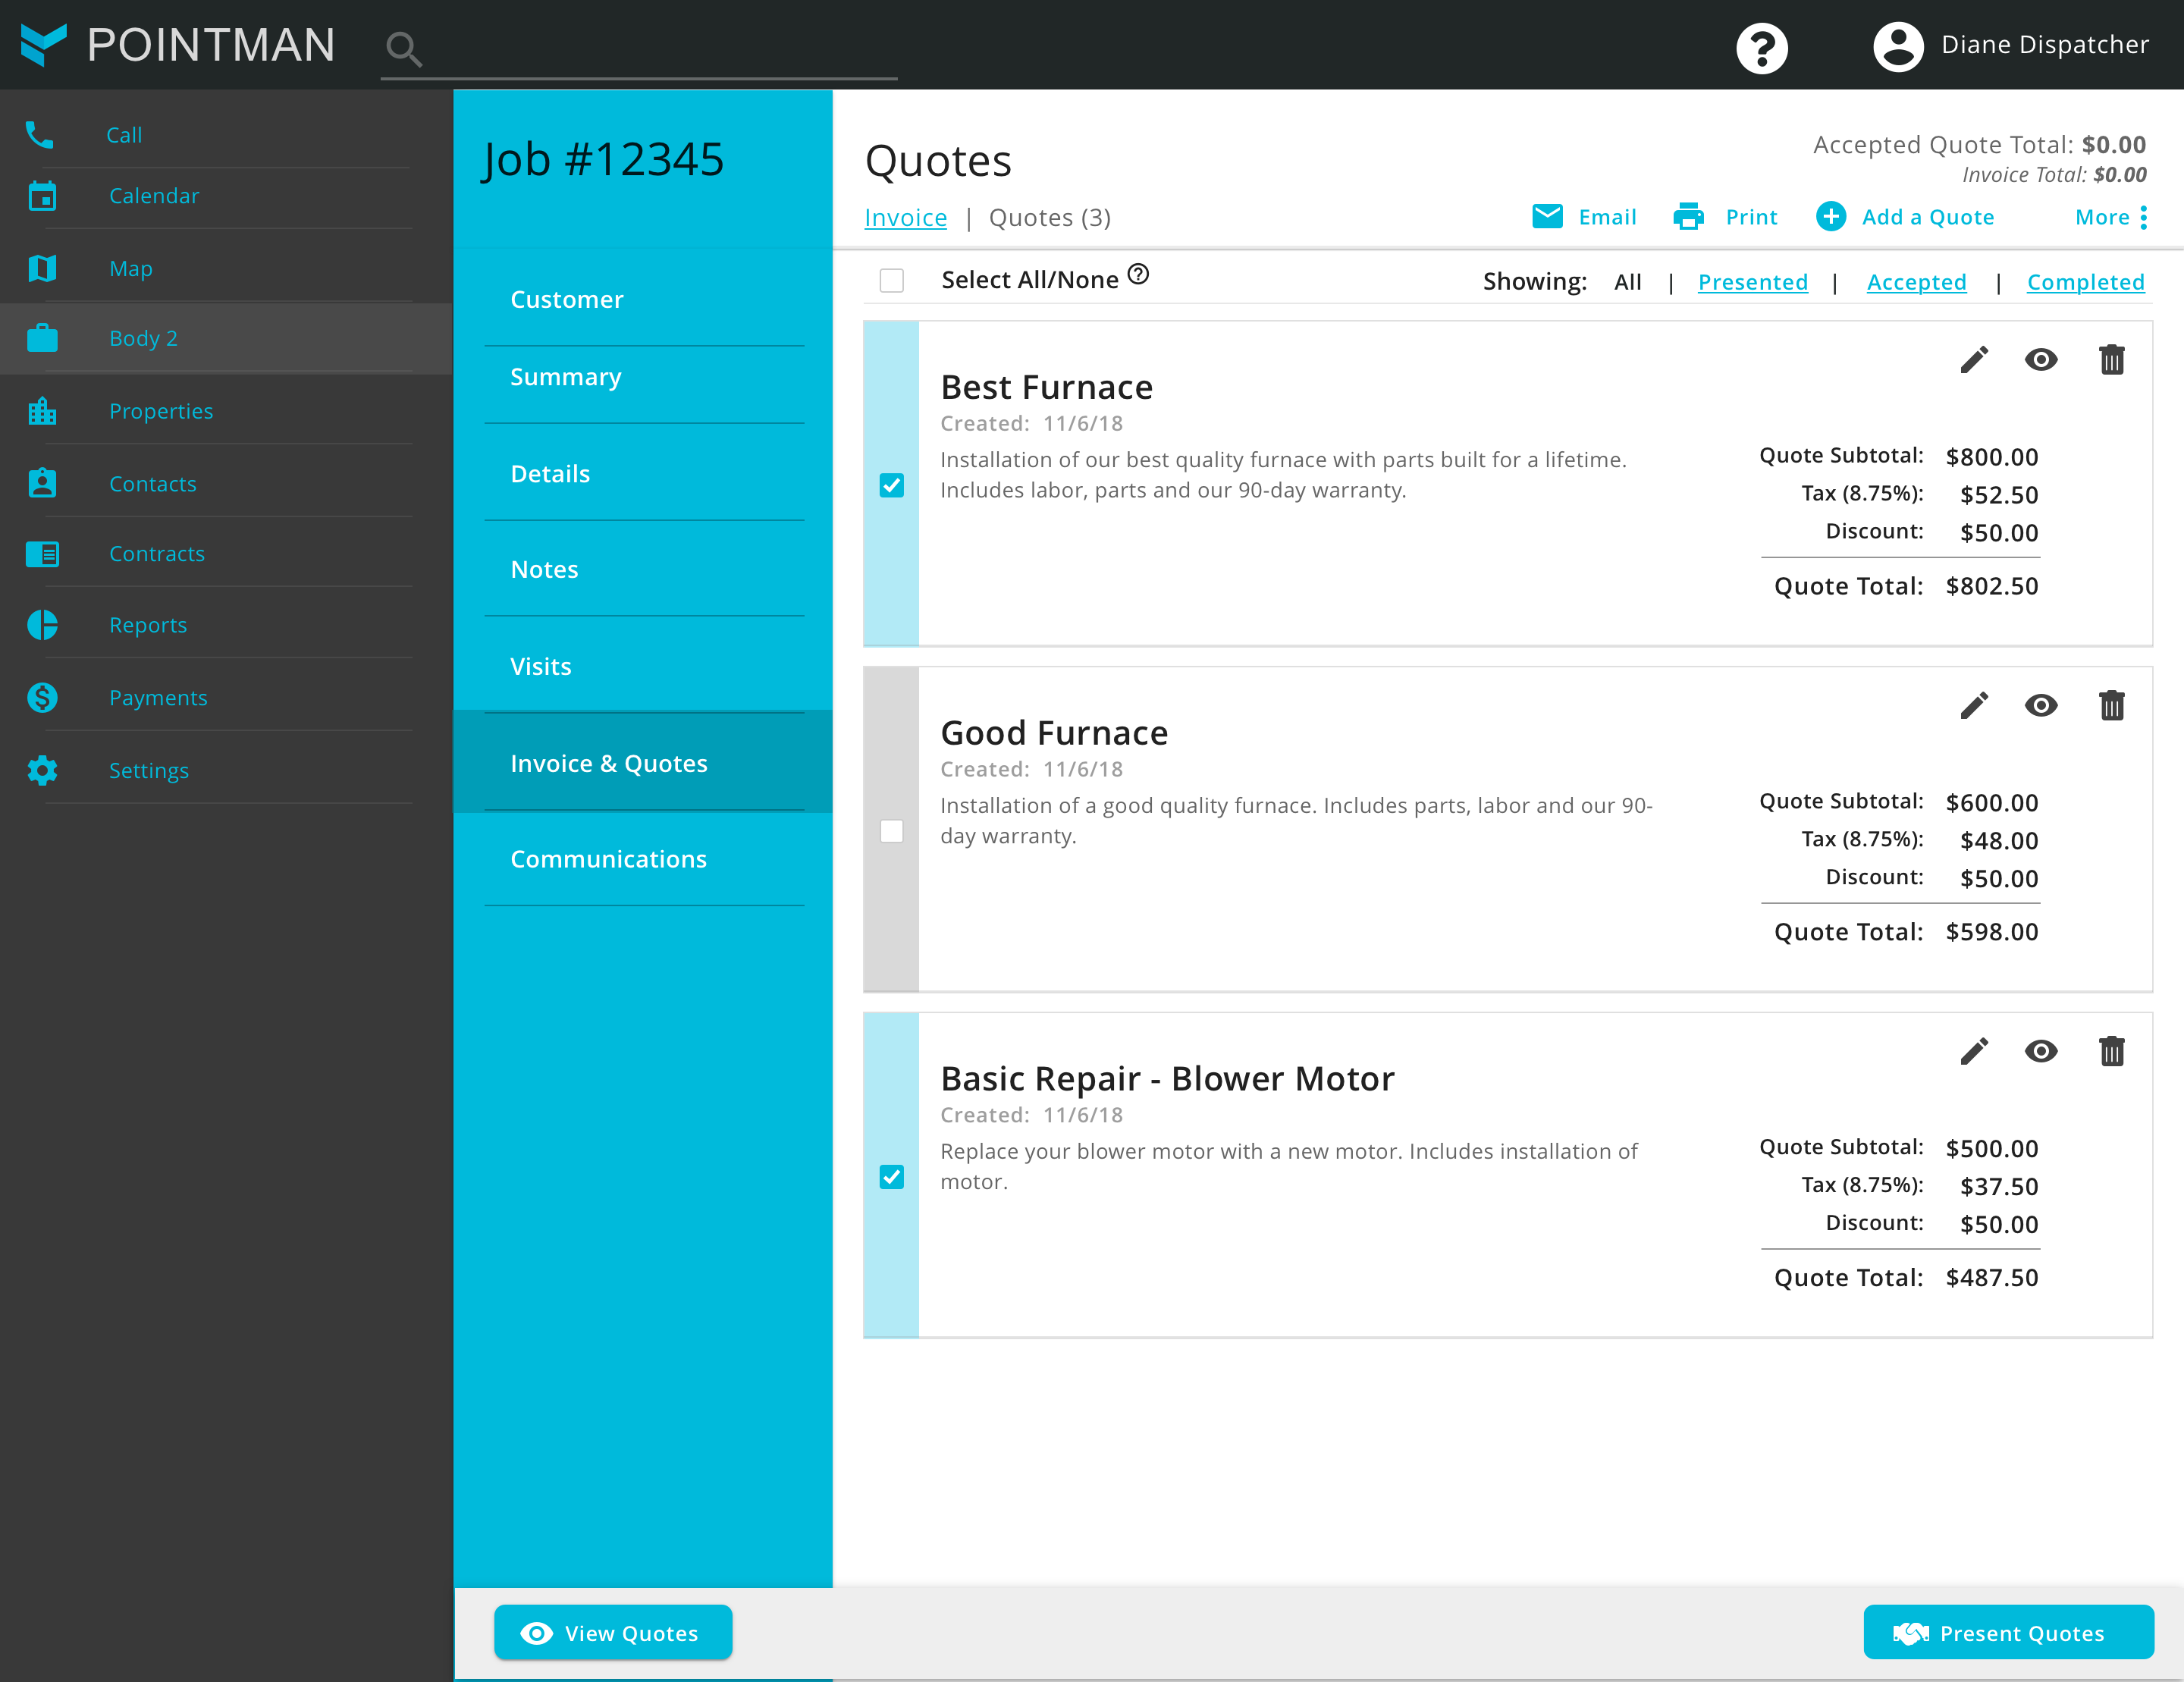 POINTMAN
Diane Dispatcher
Call
Calendar
Map
Body 2
Properties
Contacts
Contracts
Reports
Payments
Settings
Job #12345
Customer
Summary
Details
Notes
Visits
Invoice & Quotes
Communications
Quotes
Accepted Quote Total: $0.00
Invoice Total: $0.00
Invoice | Quotes (3)
Email Print Add a Quote More
Select All/None
Showing: All | Presented | Accepted | Completed
Best Furnace
Created: 11/6/18
Installation of our best quality furnace with parts built for a lifetime.
Includes labor, parts and our 90-day warranty.
Quote Subtotal: $800.00
Tax (8.75%): $52.50
Discount: $50.00
Quote Total: $802.50
Good Furnace
Created: 11/6/18
Installation of a good quality furnace. Includes parts, labor and our 90-
day warranty.
Quote Subtotal: $600.00
Tax (8.75%): $48.00
Discount: $50.00
Quote Total: $598.00
Basic Repair - Blower Motor
Created: 11/6/18
Replace your blower motor with a new motor. Includes installation of
motor.
Quote Subtotal: $500.00
Tax (8.75%): $37.50
Discount: $50.00
Quote Total: $487.50
View Quotes
Present Quotes